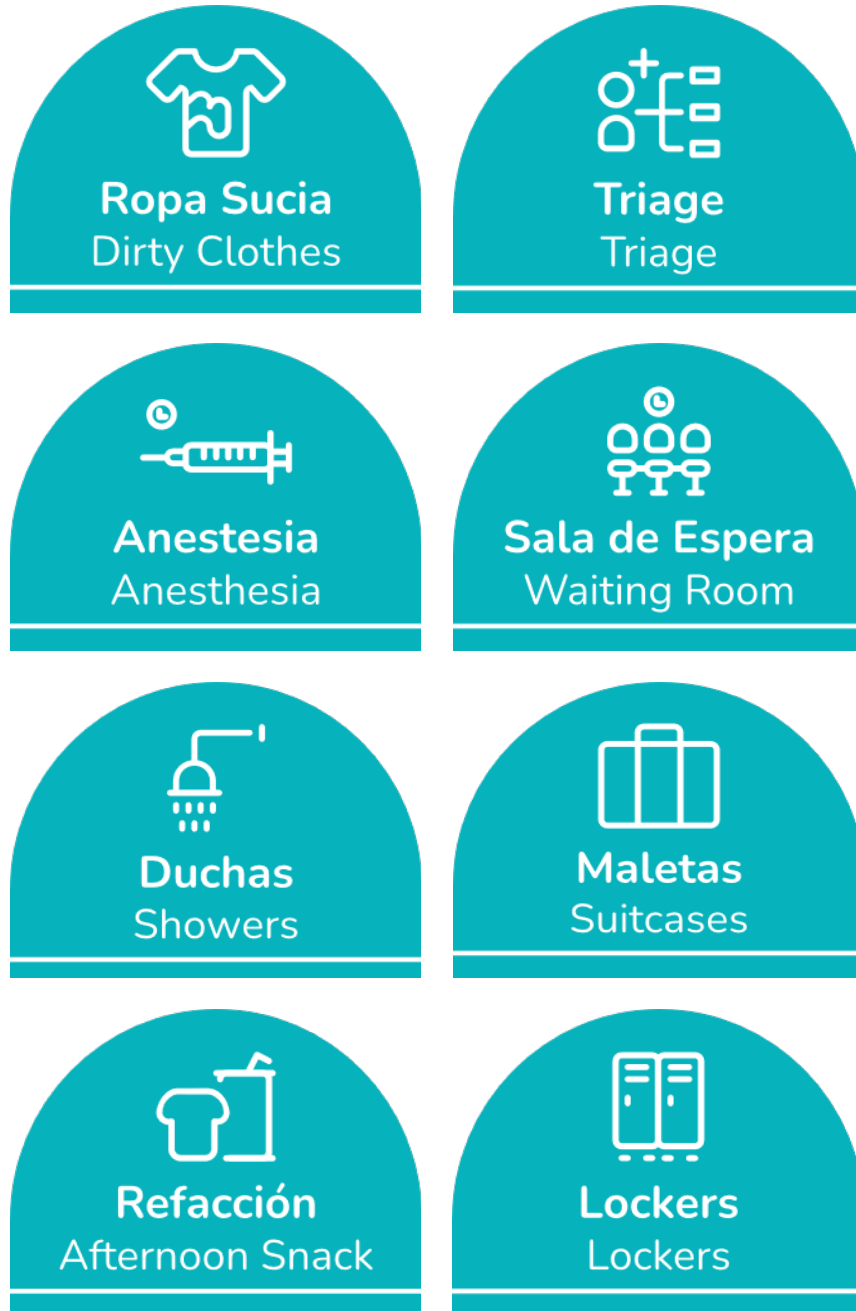 Ropa Sucia
Dirty Clothes
Triage
Triage
Anestesia
Anesthesia
Sala de Espera
Waiting Room
Duchas
Showers
Maletas
Suitcases
Refacción
Afternoon Snack
Lockers
Lockers